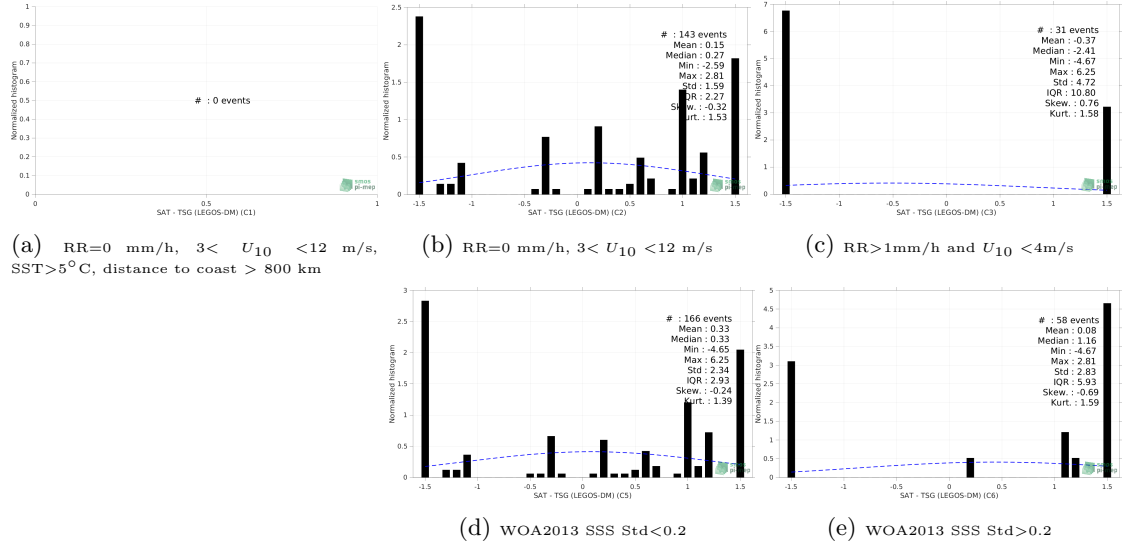 1
0.9
0.8
0.7
0.6
0.5
0.4
0.3
0.2
0.1
0
Normalized histogram
# : 0 events
smos
pi-mep
0 0.5 1
SAT - TSG (LEGOS-DM) (C1)
(a) RR=0 mm/h, 3< U10 <12 m/s,
SST>5°C, distance to coast > 800 km
2.5
2
1.5
1
0.5
0
Normalized histogram
# : 143 events
Mean : 0.15
Median : 0.27
Min : -2.59
Max : 2.81
Std : 1.59
IQR : 2.27
Skew. : -0.32
Kurt. : 1.53
smos
pi-mep
-1.5 -1 -0.5 0 0.5 1 1.5
SAT - TSG (LEGOS-DM) (C2)
(b) RR=0 mm/h, 3< U10 <12 m/s
7
6
5
4
3
2
1
0
Normalized histogram
# : 31 events
Mean : -0.37
Median : -2.41
Min : -4.67
Max : 6.25
Std : 4.72
IQR : 10.80
Skew. : 0.76
Kurt. : 1.58
smos
pi-mep
-1.5 -1 -0.5 0 0.5 1 1.5
SAT - TSG (LEGOS-DM) (C3)
(c) RR>1mm/h and U10 <4m/s
3
2.5
2
1.5
1
0.5
0
Normalized histogram
# : 166 events
Mean : 0.33
Median : 0.33
Min : -4.65
Max : 6.25
Std : 2.34
IQR : 2.93
Skew. : -0.24
Kurt. : 1.39
smos
pi-mep
-1.5 -1 -0.5 0 0.5 1 1.5
SAT - TSG (LEGOS-DM) (C5)
(d) WOA2013 SSS Std<0.2
5
4.5
4
3.5
3
2.5
2
1.5
1
0.5
0
Normalized histogram
# : 58 events
Mean : 0.08
Median : 1.16
Min : -4.67
Max : 2.81
Std : 2.83
IQR : 5.93
Skew. : -0.69
Kurt. : 1.59
smos
pi-mep
-1.5 -1 -0.5 0 0.5 1 1.5
SAT - TSG (LEGOS-DM) (C6)
(e) WOA2013 SSS Std>0.2